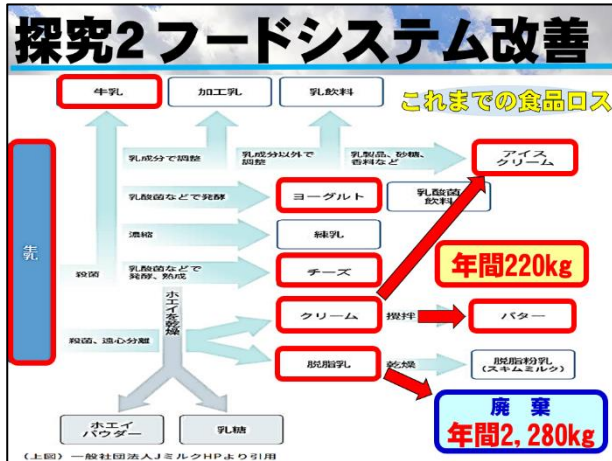 探究2フードシステム改善
牛乳
加工乳
乳飲料
これまでの食品ロス
乳成分で調整
乳成分以外で
調整
乳製品、砂糖、
香料など
アイス
クリーム
乳酸菌などで発酵
ヨーグルト
乳酸菌
飲料
生乳
濃縮
練乳
殺菌
乳酸菌などで
発酵、熟成
チーズ
年間220kg
ホエイを乾燥
クリーム
攪拌
バター
殺菌、遠心分離
脱脂乳
乾燥
脱脂粉乳
(スキムミルク)
ホエイ
パウダー
乳糖
廃棄
年間2,280kg
(上図)一般社団法人JミルクHPより引用